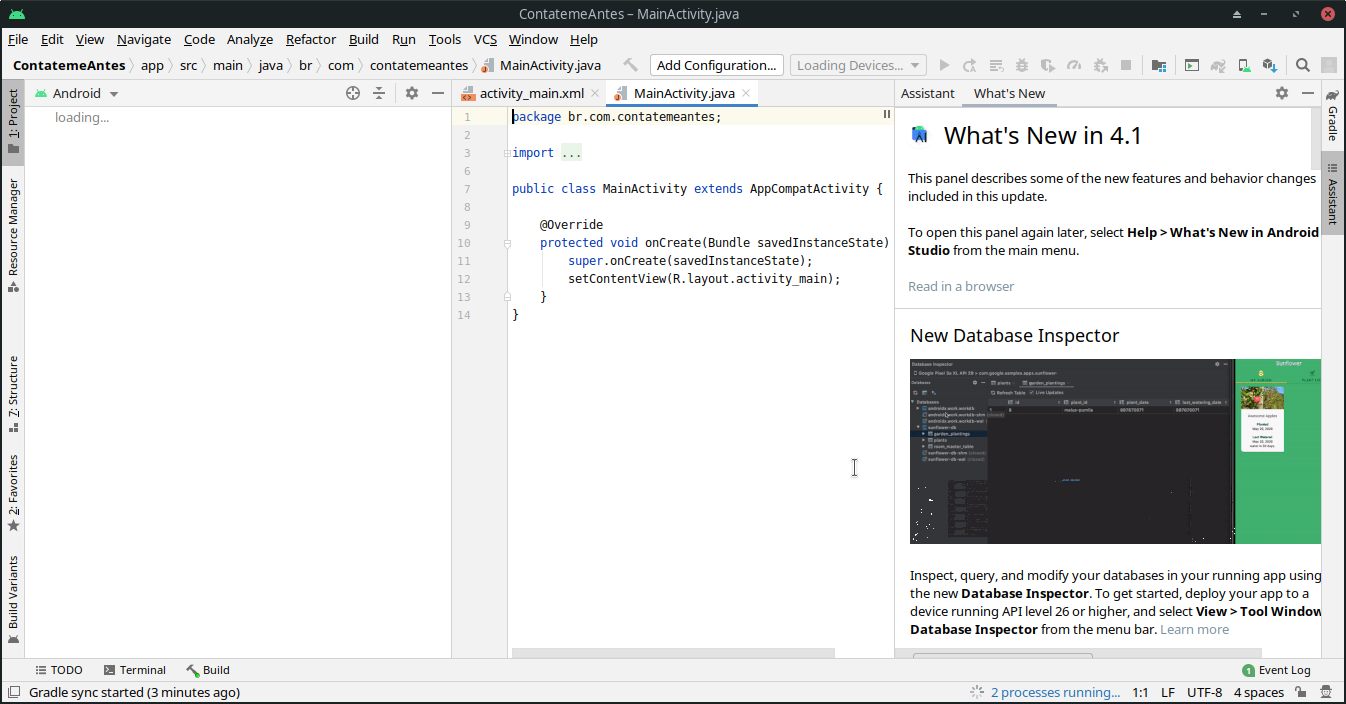 ContatemeAntes – MainActivity.java
File Edit View Navigate Code Analyze Refactor Build Run Tools VCS Window Help
ContatemeAntes app src main java br com contatemeantes MainActivity.java Add Configuration... Loading Devices...
1: Project
Resource Manager
7: Structure
2: Favorites
Build Variants
Android
loading...
activity_main.xml MainActivity.java
1 package br.com.contatemeantes;
2
3 import ...
6
7 public class MainActivity extends AppCompatActivity {
8
9 @Override
10 protected void onCreate(Bundle savedInstanceState)
11 super.onCreate(savedInstanceState);
12 setContentView(R.layout.activity_main);
13 }
14 }
Assistant What's New
What's New in 4.1
This panel describes some of the new features and behavior changes
included in this update.
To open this panel again later, select Help > What's New in Android
Studio from the main menu.
Read in a browser
New Database Inspector
Database Inspector
Sunflower
Inspect, query, and modify your databases in your running app using
the new Database Inspector. To get started, deploy your app to a
device running API level 26 or higher, and select View > Tool Window
Database Inspector from the menu bar. Learn more
Gradle
Assistant
TODO Terminal Build 1 Event Log
Gradle sync started (3 minutes ago) 2 processes running... 1:1 LF UTF-8 4 spaces